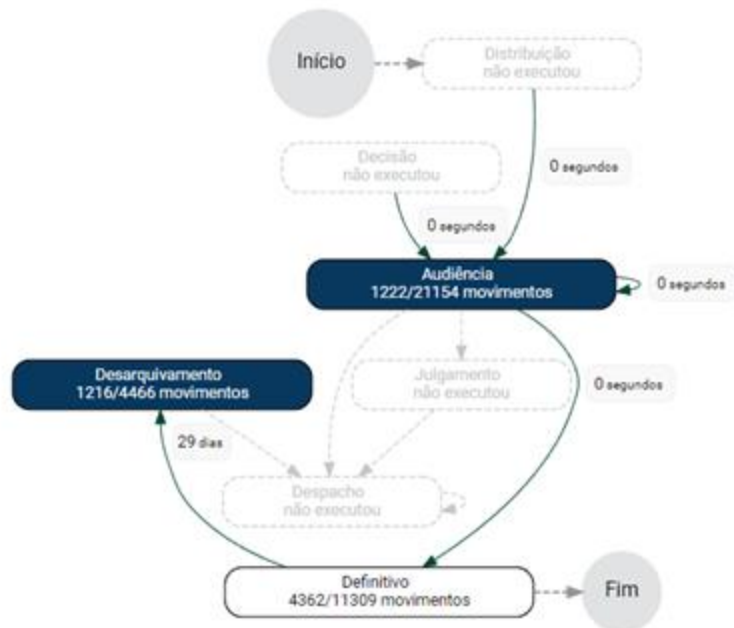 Início
Distribuição
não executou
Decisão
não executou
0 segundos
0 segundos
Audiência
1222/21154 movimentos
0 segundos
Desarquivamento
1216/4466 movimentos
Julgamento
não executou
0 segundos
29 dias
Despacho
não executou
Definitivo
4362/11309 movimentos
Fim